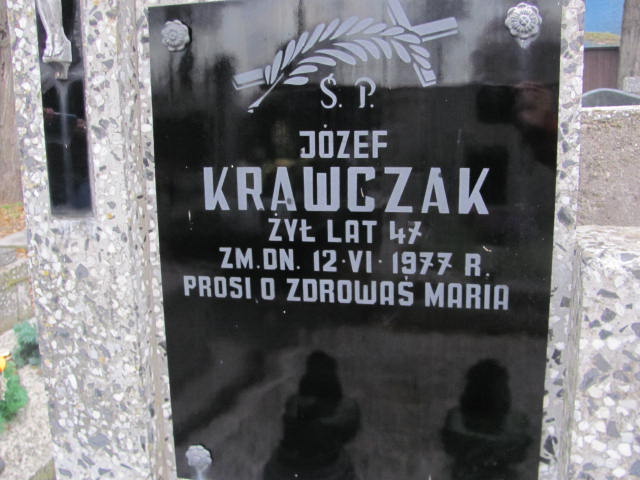 Ś. P.
JÓZEF
KRAWCZAK
ŻYŁ LAT 47
ZM. DN. 12·VI·1977 R.
PROSI O ZDROWAŚ MARIA